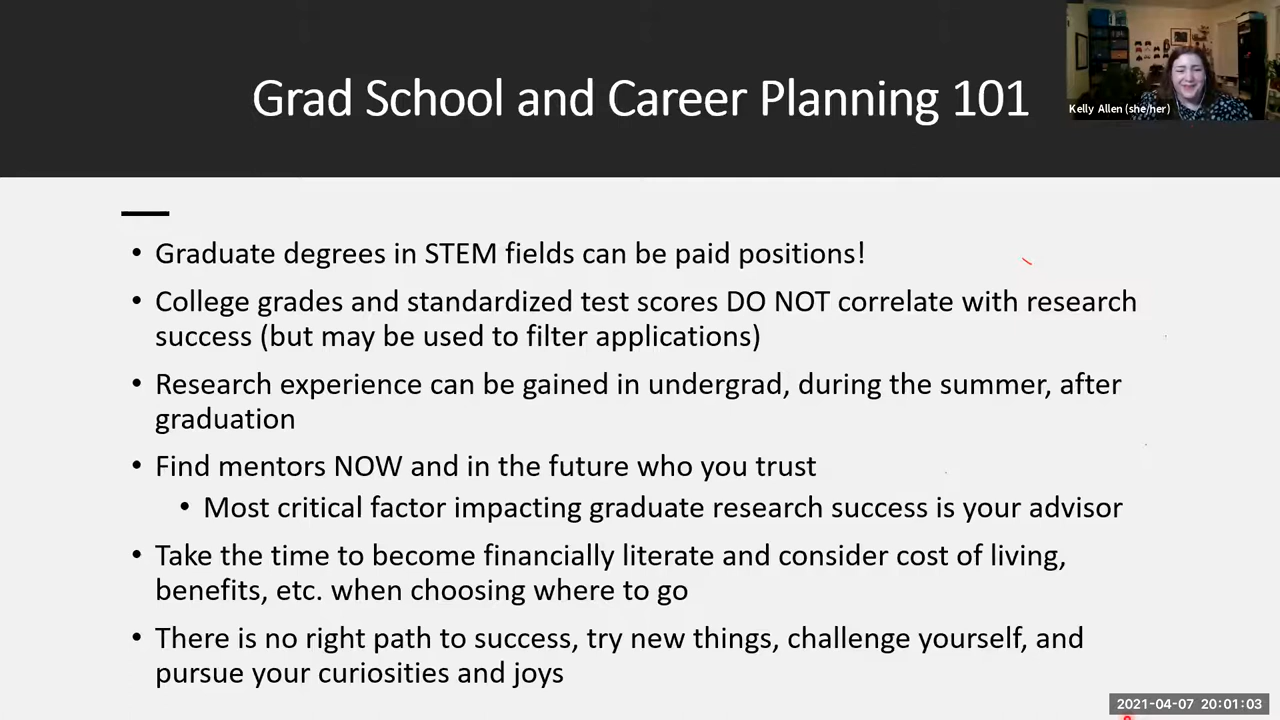 Grad School and Career Planning 101
Kelly Allen (she/her)
• Graduate degrees in STEM fields can be paid positions!
• College grades and standardized test scores DO NOT correlate with research
success (but may be used to filter applications)
• Research experience can be gained in undergrad, during the summer, after
graduation
• Find mentors NOW and in the future who you trust
• Most critical factor impacting graduate research success is your advisor
• Take the time to become financially literate and consider cost of living,
benefits, etc. when choosing where to go
• There is no right path to success, try new things, challenge yourself, and
pursue your curiosities and joys
2021-04-07 20:01:03